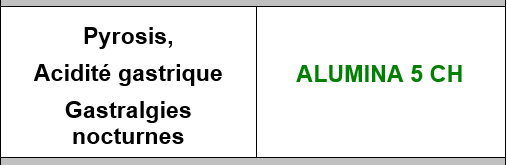 Pyrosis,
Acidité gastrique
Gastralgies
nocturnes
ALUMINA 5 CH